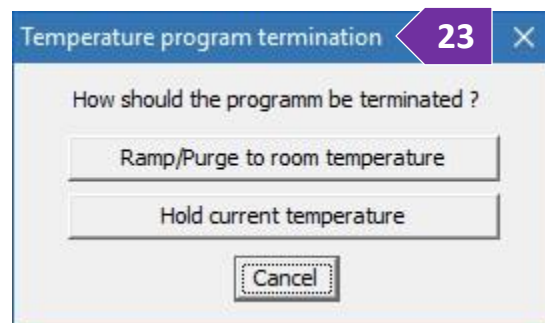 Temperature program termination 23
How should the programm be terminated ?
Ramp/Purge to room temperature
Hold current temperature
Cancel